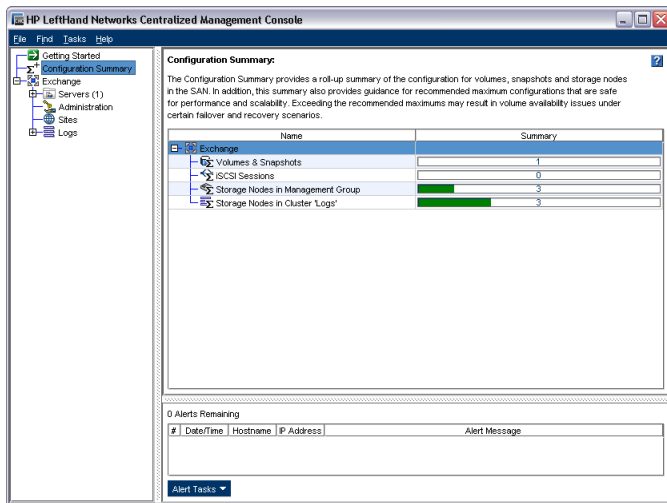 HP LeftHand Networks Centralized Management Console
File Find Tasks Help
Getting Started
Configuration Summary
Exchange
Servers (1)
Administration
Sites
Logs
Configuration Summary:
?
The Configuration Summary provides a roll-up summary of the configuration for volumes, snapshots and storage nodes
in the SAN. In addition, this summary also provides guidance for recommended maximum configurations that are safe
for performance and scalability. Exceeding the recommended maximums may result in volume availability issues under
certain failover and recovery scenarios.
Name Summary
Exchange
Volumes & Snapshots 1
iSCSI Sessions 0
Storage Nodes in Management Group 3
Storage Nodes in Cluster 'Logs' 3
0 Alerts Remaining
# Date/Time Hostname IP Address Alert Message
Alert Tasks